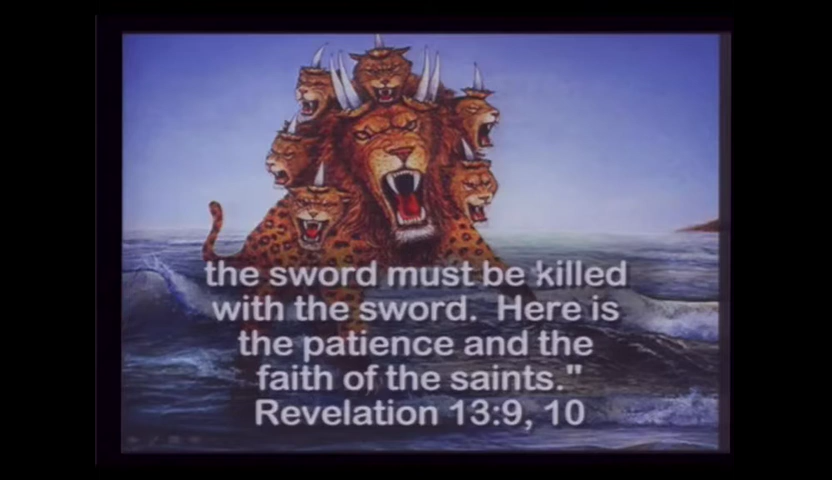 the sword must be killed
with the sword.  Here is
the patience and the
faith of the saints."
Revelation 13:9, 10